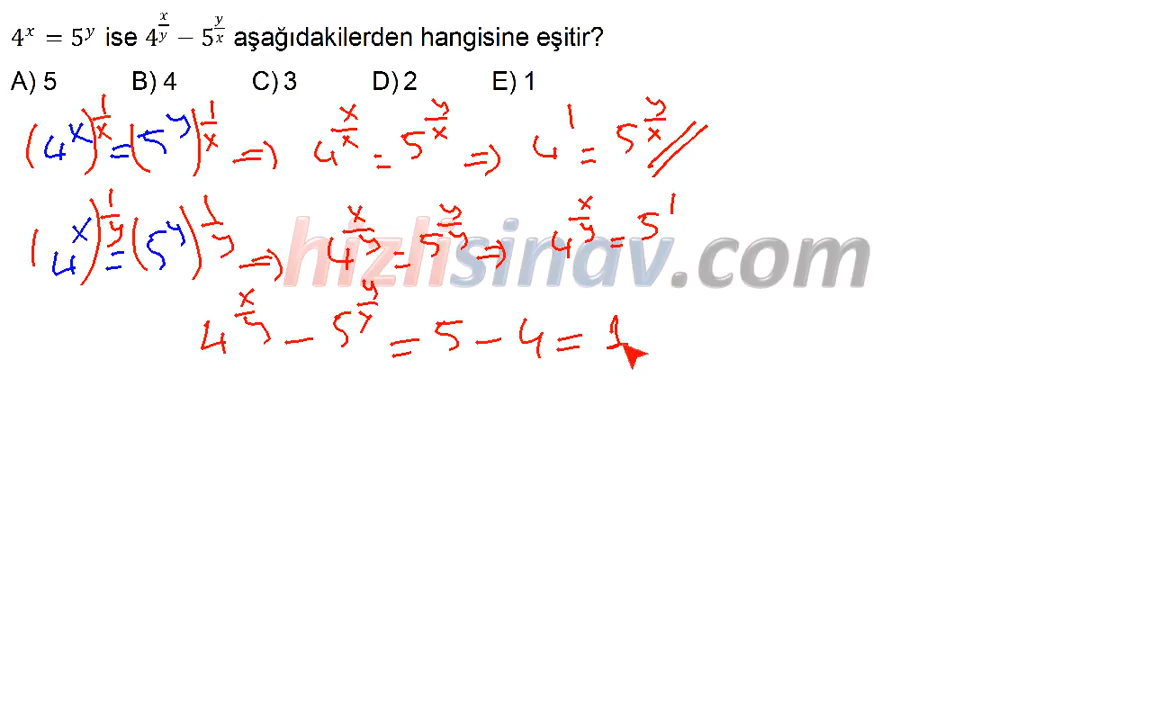 4^x = 5^y ise 4^(x/y) − 5^(y/x) aşağıdakilerden hangisine eşitir?
A) 5 B) 4 C) 3 D) 2 E) 1
(4^x)^(1/x) = (5^y)^(1/x) => 4^(x/x) = 5^(y/x) => 4^1 = 5^(y/x) //
(4^x)^(1/y) = (5^y)^(1/y) => 4^(x/y) = 5^(y/y) => 4^(x/y) = 5^1
hizlisinav.com
4^(x/y) − 5^(y/x) = 5 − 4 = 1